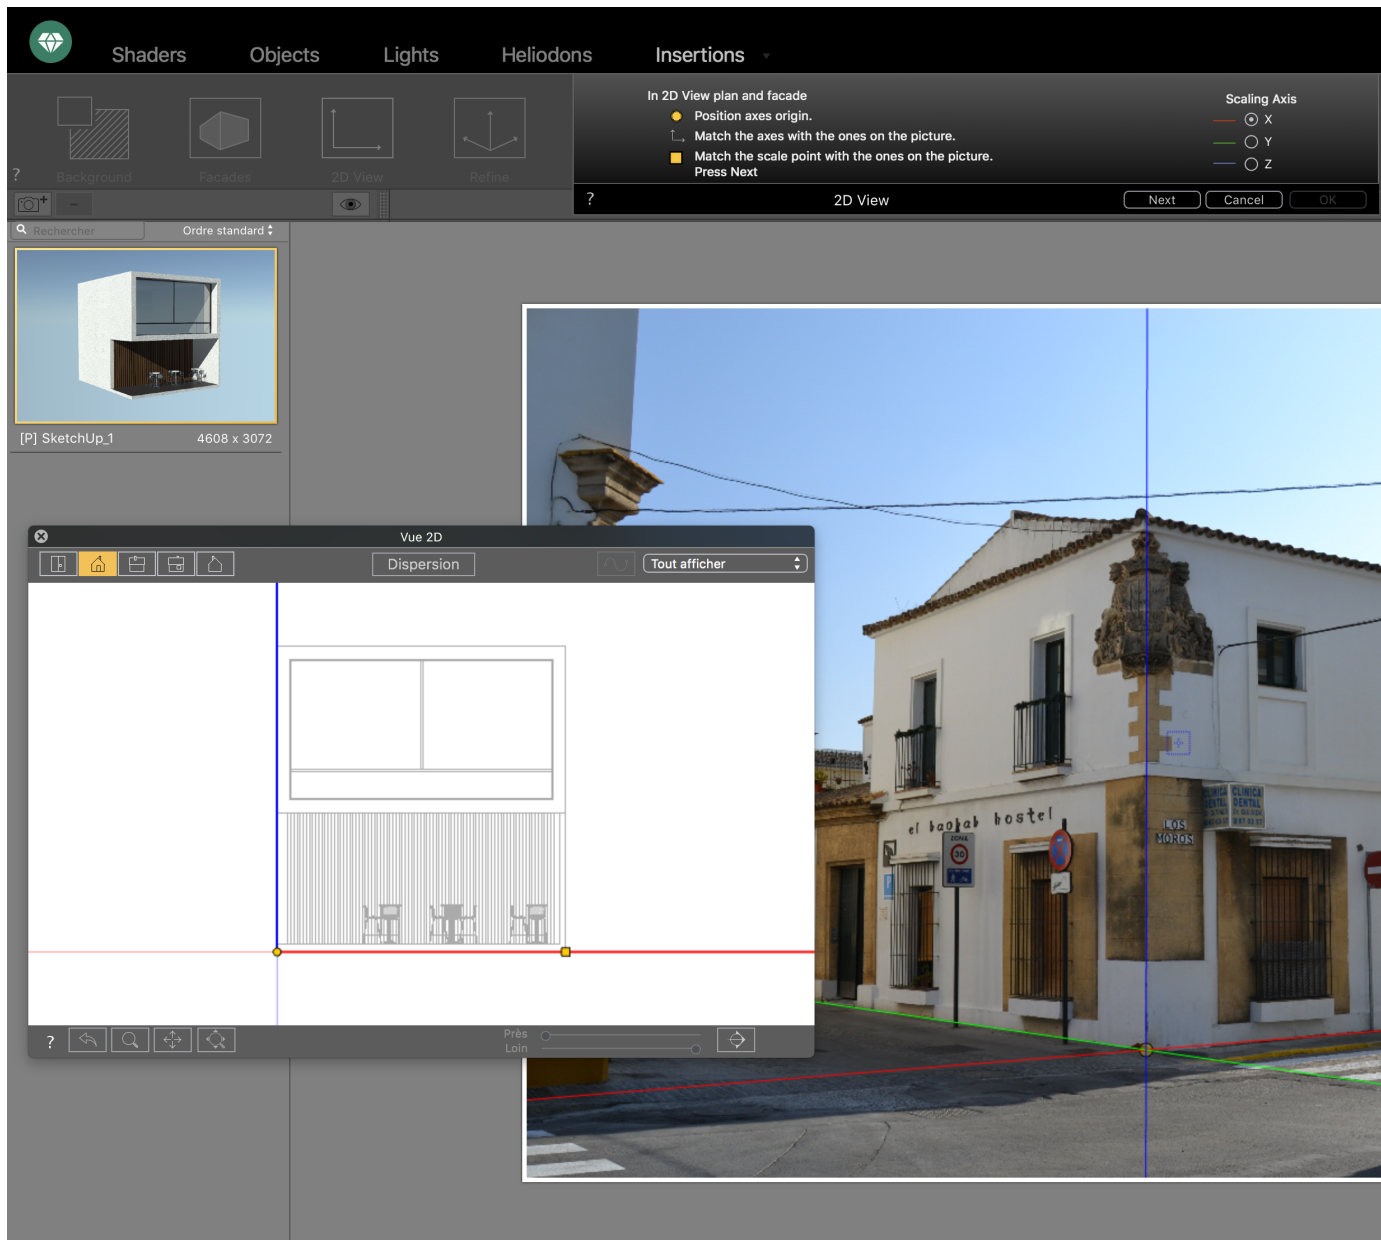 Shaders
Objects
Lights
Heliodons
Insertions
Background
Facades
2D View
Refine
?
In 2D View plan and facade
Position axes origin.
Match the axes with the ones on the picture.
Match the scale point with the ones on the picture.
Press Next
Scaling Axis
X
Y
Z
?
2D View
Next
Cancel
OK
Rechercher
Ordre standard
[P] SketchUp_1
4608 x 3072
Vue 2D
Dispersion
Tout afficher
?
Près
Loin
el baobab hostel
ZONA
30
LOS
MOROS
CLINICA
DENTAL
CLINICA
DENTAL